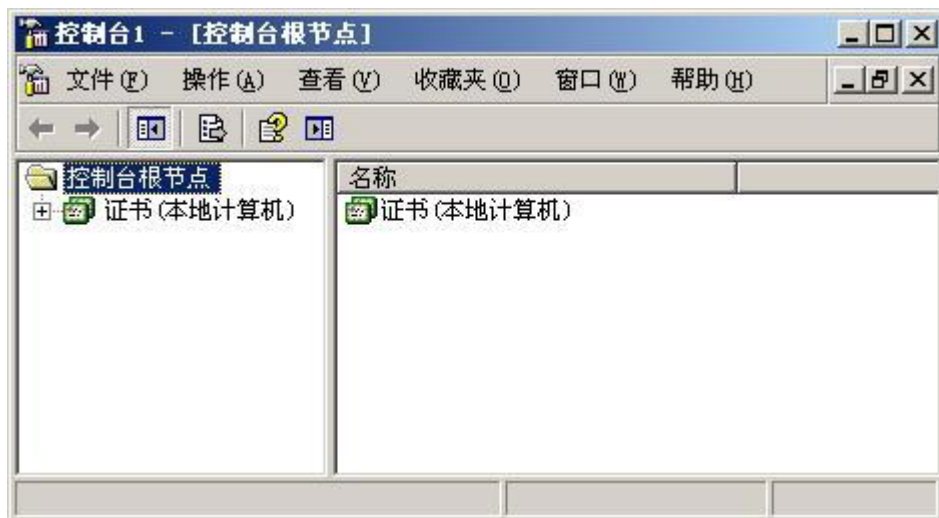 控制台1 - [控制台根节点]
文件(F) 操作(A) 查看(V) 收藏夹(O) 窗口(W) 帮助(H)
控制台根节点
名称
证书(本地计算机)
证书(本地计算机)